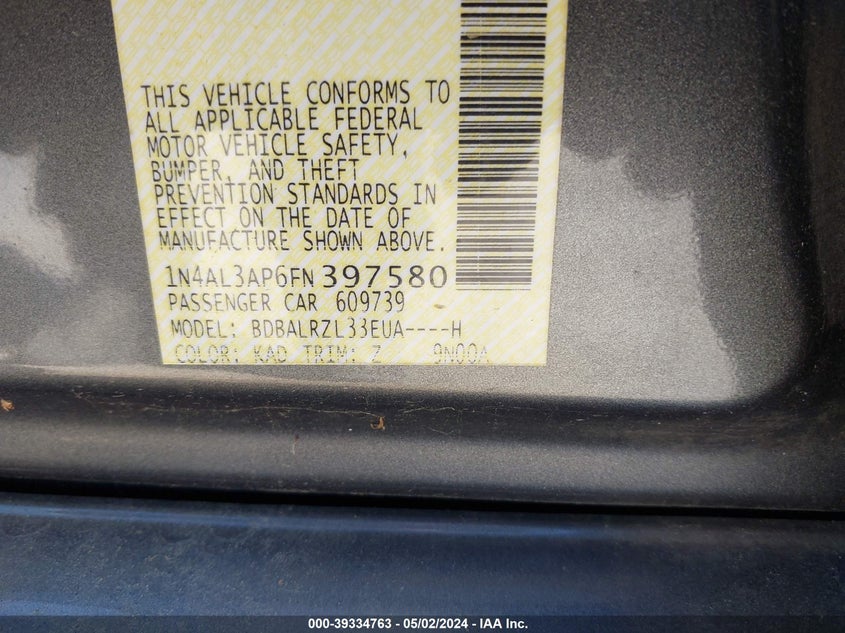 THIS VEHICLE CONFORMS TO
ALL APPLICABLE FEDERAL
MOTOR VEHICLE SAFETY,
BUMPER, AND THEFT
PREVENTION STANDARDS IN
EFFECT ON THE DATE OF
MANUFACTURE SHOWN ABOVE.
1N4AL3AP6FN397580
PASSENGER CAR 609739
MODEL: BDBALRZL33EUA----H
COLOR: KAD TRIM: Z 9N00A
000-39334763 - 05/02/2024 - IAA Inc.